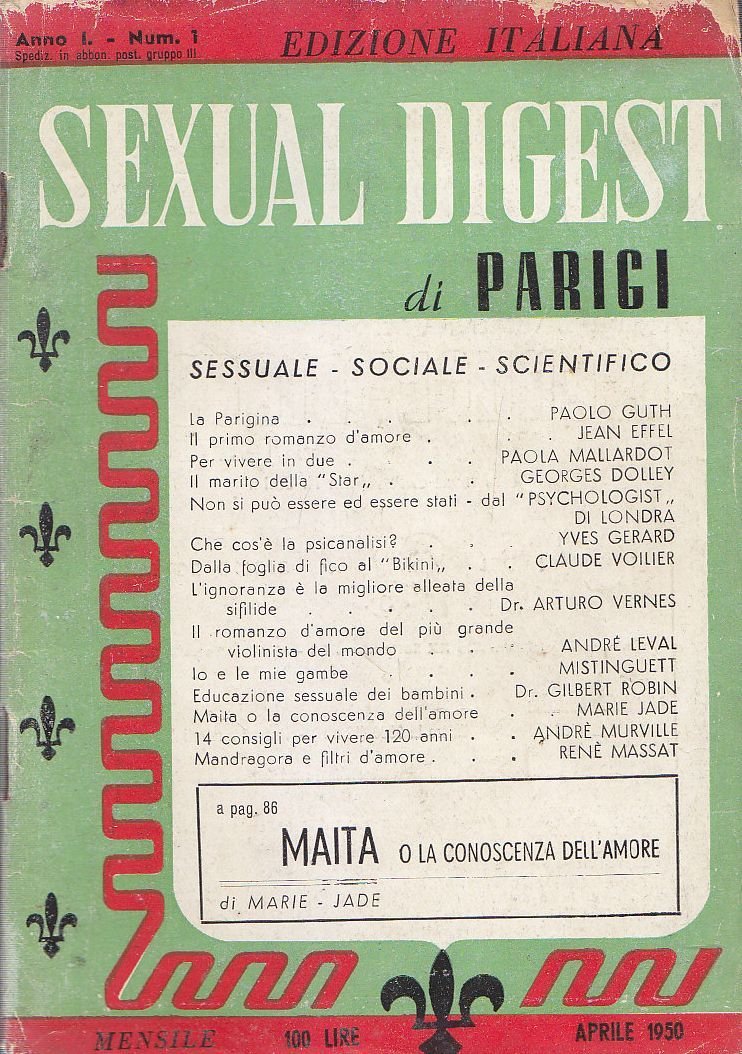 Anno I. - Num. 1
Spediz. in abbon. post. gruppo III.
EDIZIONE ITALIANA
SEXUAL DIGEST
di PARIGI
SESSUALE - SOCIALE - SCIENTIFICO
La Parigina . . . . . PAOLO GUTH
Il primo romanzo d'amore . . . JEAN EFFEL
Per vivere in due . . . PAOLA MALLARDOT
Il marito della "Star„ . . GEORGES DOLLEY
Non si può essere ed essere stati - dal "PSYCHOLOGIST„
DI LONDRA
Che cos'è la psicanalisi? . . . YVES GERARD
Dalla foglia di fico al "Bikini„ . . CLAUDE VOILIER
L'ignoranza è la migliore alleata della
sifilide . . . . . Dr. ARTURO VERNES
Il romanzo d'amore del più grande
violinista del mondo . . . ANDRÉ LEVAL
Io e le mie gambe . . . . MISTINGUETT
Educazione sessuale dei bambini . Dr. GILBERT ROBIN
Maita o la conoscenza dell'amore . . MARIE JADE
14 consigli per vivere 120 anni . . ANDRÉ MURVILLE
Mandragora e filtri d'amore . . . RENÈ MASSAT
a pag. 86
MAITA O LA CONOSCENZA DELL'AMORE
di MARIE - JADE
MENSILE 100 LIRE APRILE 1950